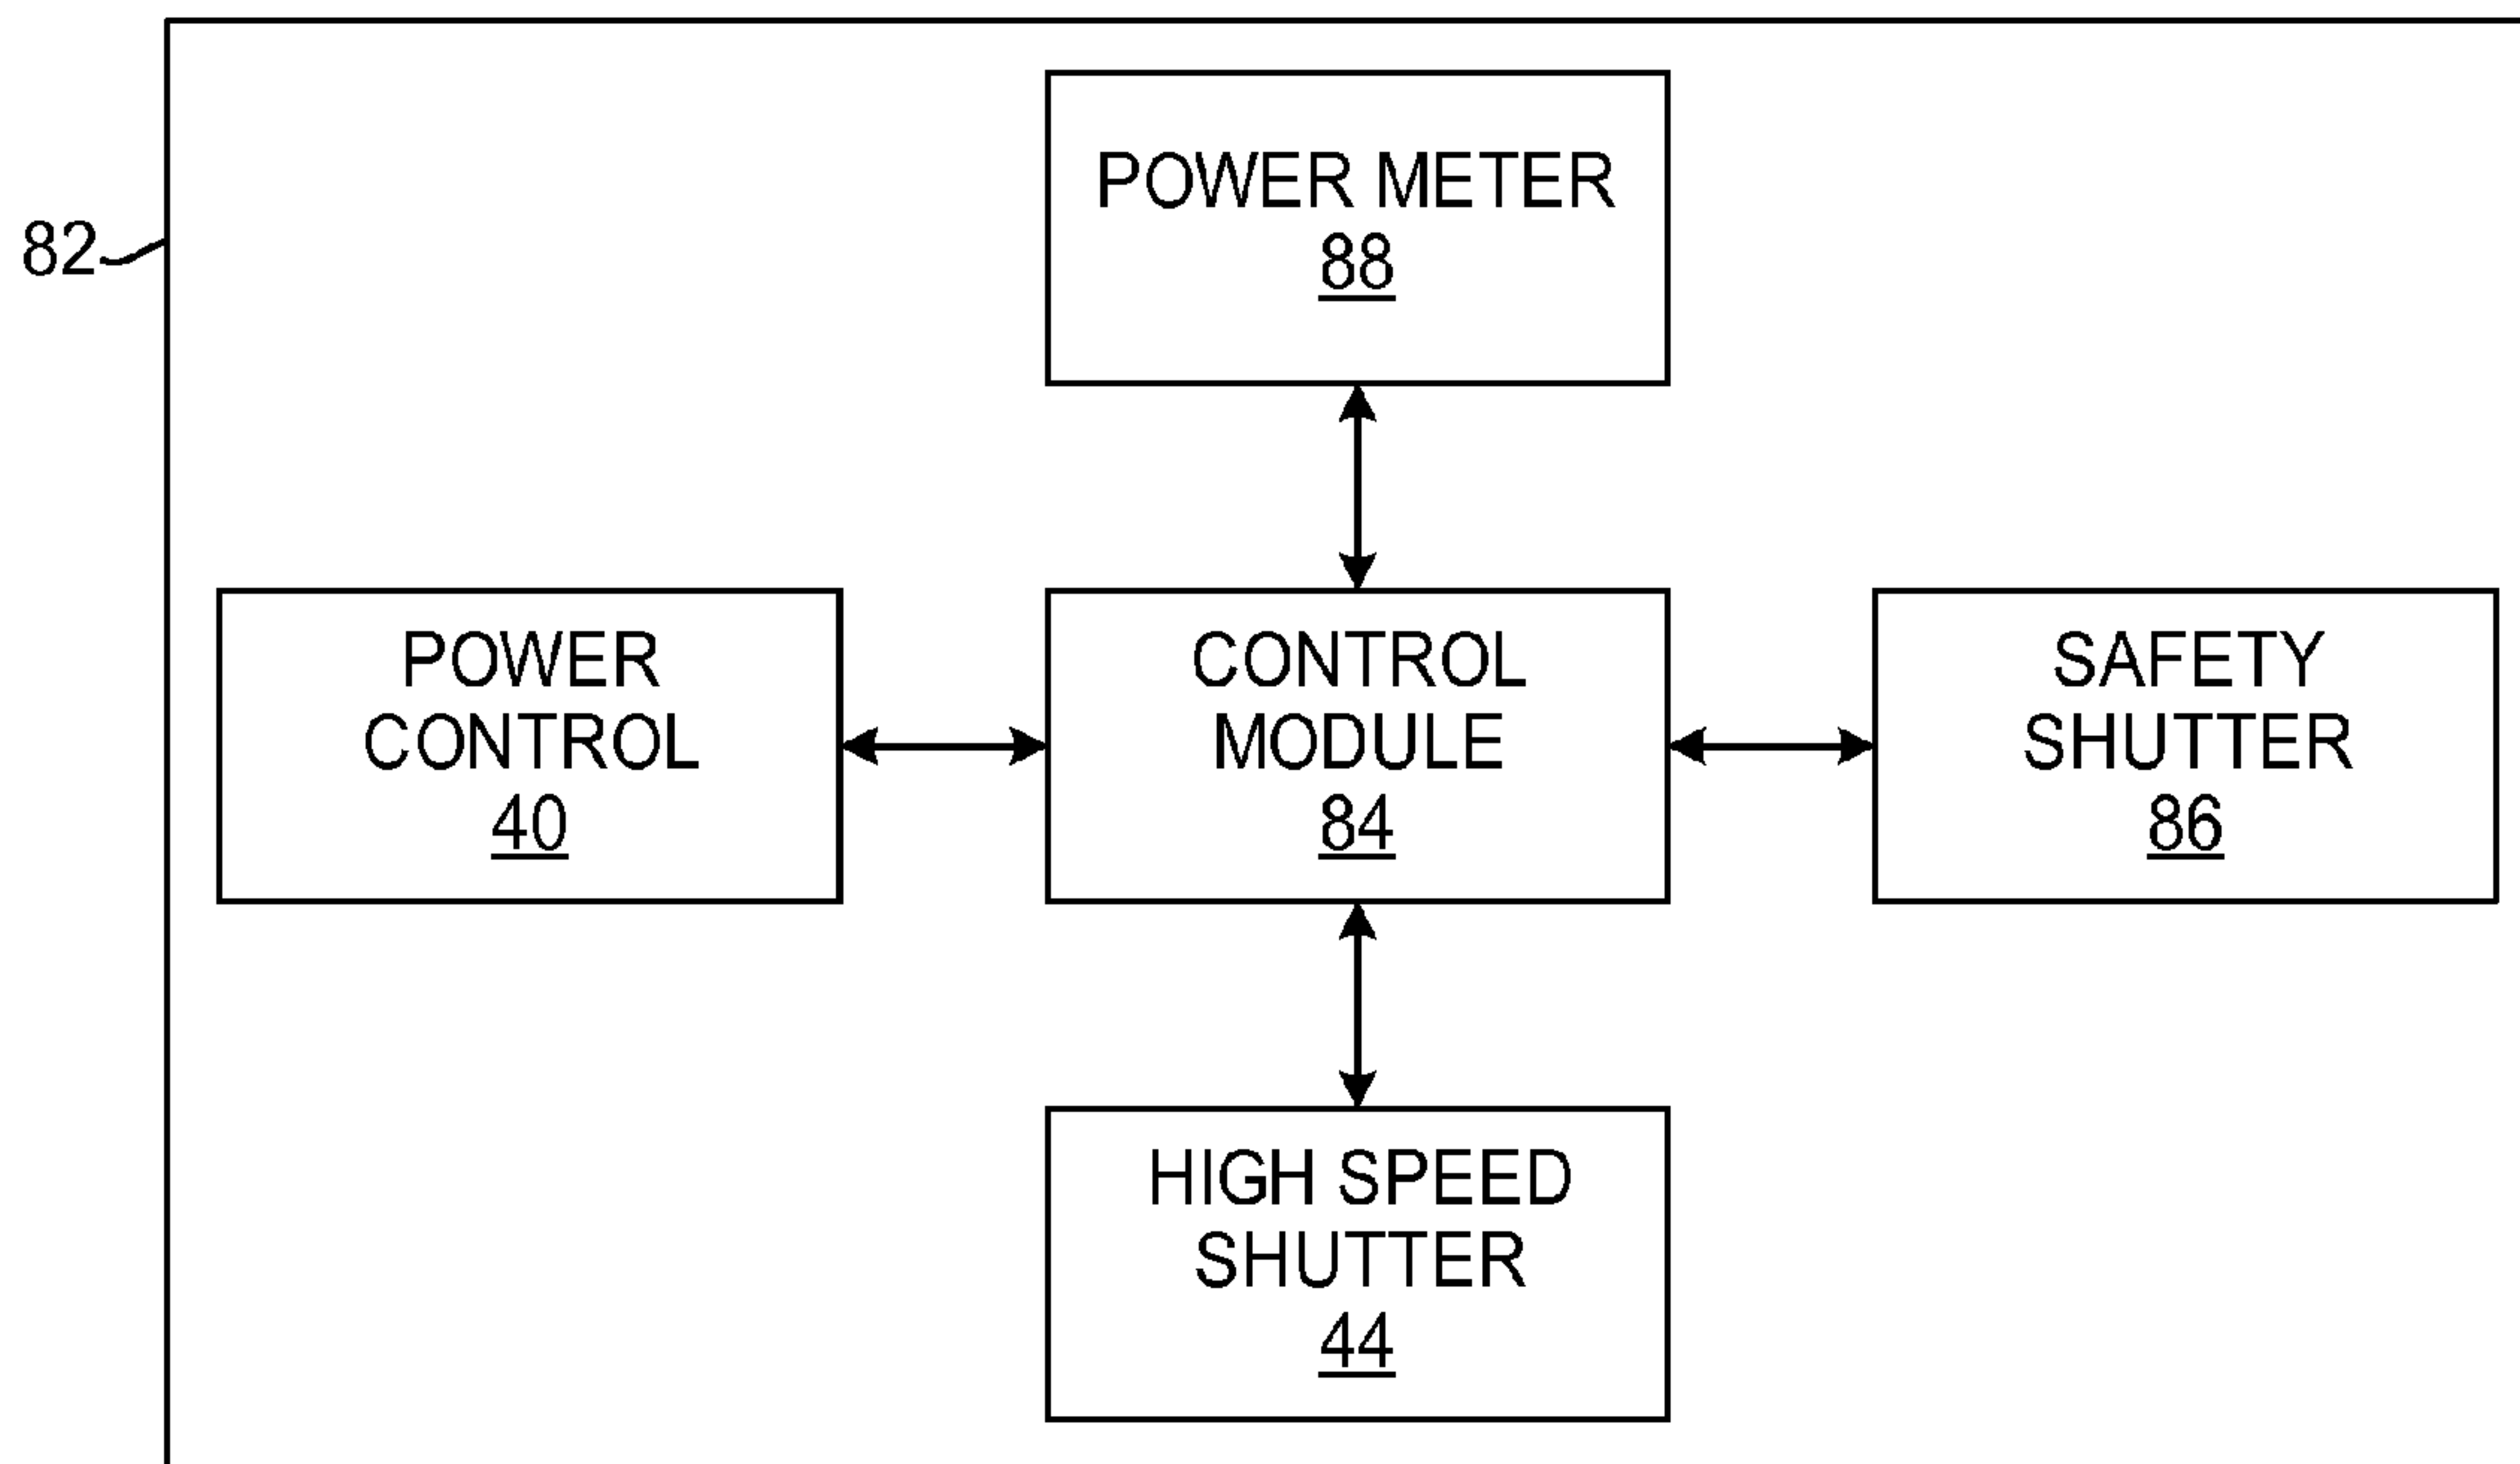 POWER METER
88
82
POWER
CONTROL
40
CONTROL
MODULE
84
SAFETY
SHUTTER
86
HIGH SPEED
SHUTTER
44